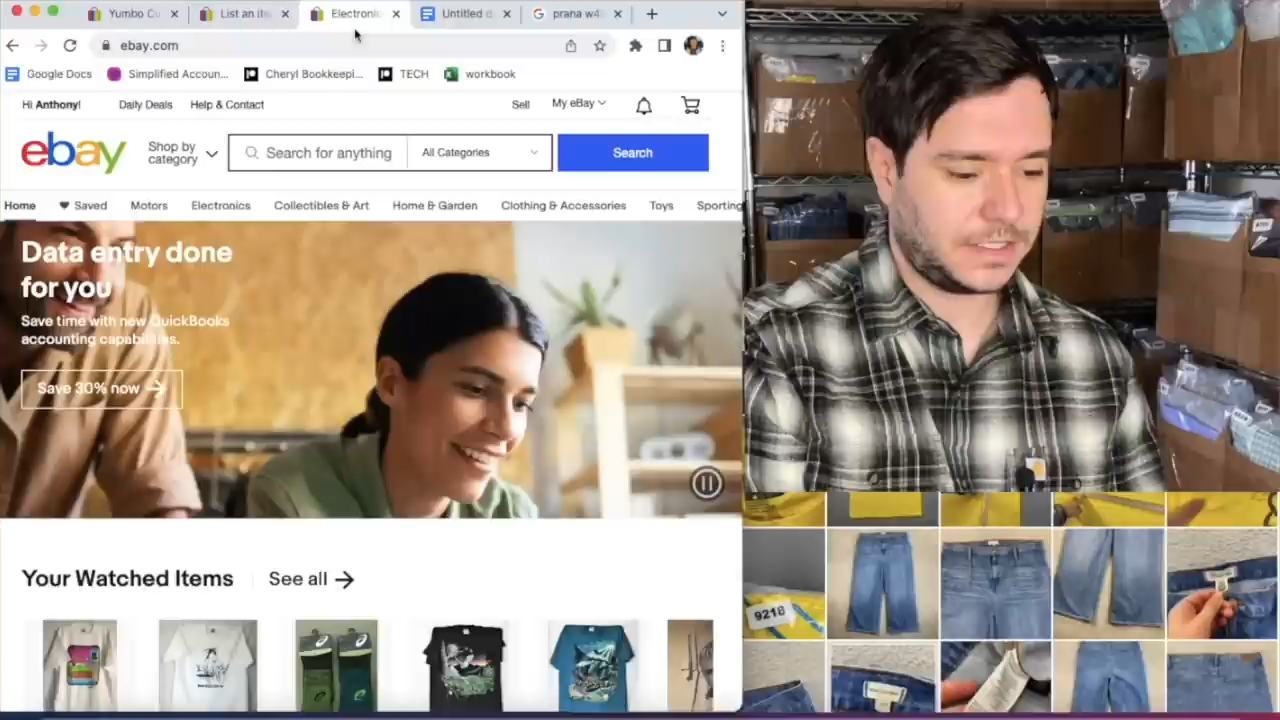 Yumbo Cu
List an ite
Electronic
Untitled d
prana w4
ebay.com
Google Docs
Simplified Accoun...
Cheryl Bookkeepi...
TECH
workbook
Hi Anthony!
Daily Deals
Help & Contact
Sell
My eBay
ebay
Shop by
category
Search for anything
All Categories
Search
Home
Saved
Motors
Electronics
Collectibles & Art
Home & Garden
Clothing & Accessories
Toys
Sporting
Data entry done
for you
Save time with new QuickBooks
accounting capabilities.
Save 30% now
Your Watched Items
See all
9218